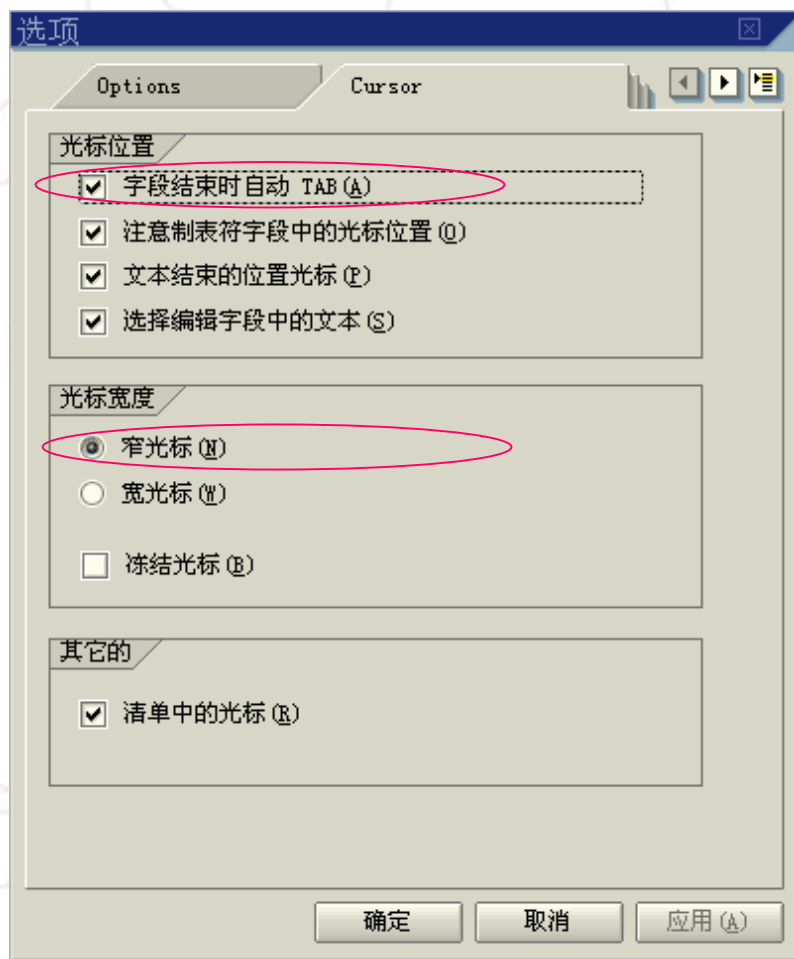 选项
Options Cursor
光标位置
字段结束时自动 TAB(A)
注意制表符字段中的光标位置(O)
文本结束的位置光标(P)
选择编辑字段中的文本(S)
光标宽度
窄光标(N)
宽光标(W)
冻结光标(B)
其它的
清单中的光标(R)
确定 取消 应用(A)